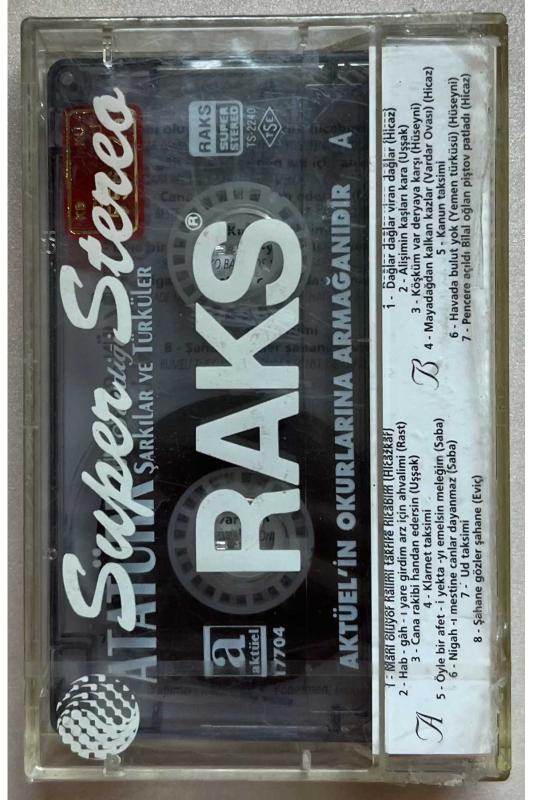 Super Stereo
ATATÜRK
ŞARKILAR VE TÜRKÜLER
RAKS®
RAKS
SUPER
STEREO
TS-2240
TSE
a
aktüel
17704
AKTÜEL'İN OKURLARINA ARMAĞANIDIR A
A
1 - Mani oluyor halimi takrire hicabım (Hicazkâr)
2 - Hab - gâh - ı yare girdim arz için ahvalimi (Rast)
3 - Cana rakibi handan edersin (Uşşak)
4 - Klarnet taksimi
5 - Öyle bir afet - i yekta -yı emelsin meleğim (Saba)
6 - Nigah -ı mestine canlar dayanmaz (Saba)
7 - Ud taksimi
8 - Şahane gözler şahane (Eviç)
B
1 - Dağlar dağlar viran dağlar (Hicaz)
2 - Alişimin kaşları kara (Uşşak)
3 - Köşküm var deryaya karşı (Hüseyni)
4 - Mayadağdan kalkan kazlar (Vardar Ovası) (Hicaz)
5 - Kanun taksimi
6 - Havada bulut yok (Yemen türküsü) (Hüseyni)
7 - Pencere açıldı Bilal oğlan piştov patladı (Hicaz)